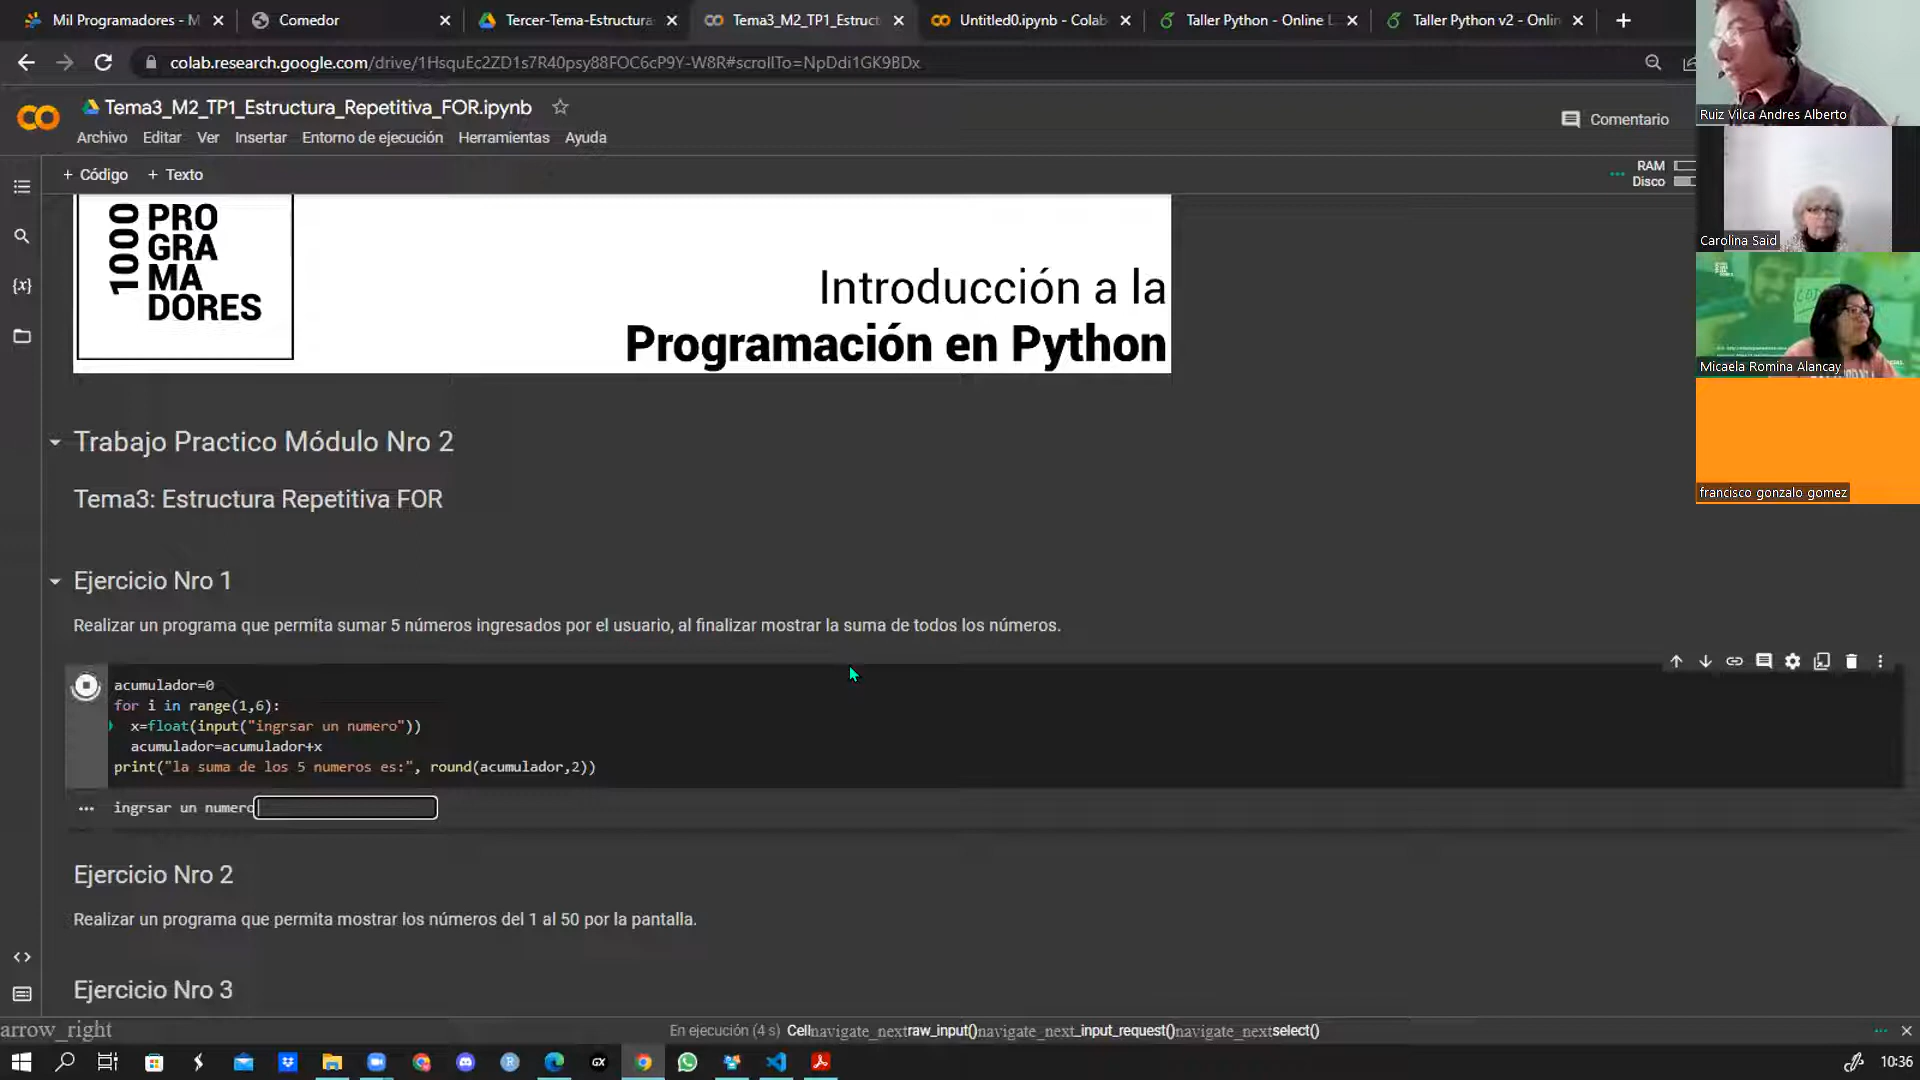 Mil Programadores - M
Comedor
Tercer-Tema-Estructura
Tema3_M2_TP1_Estruct
Untitled0.ipynb - Colab
Taller Python - Online L
Taller Python v2 - Onlin
colab.research.google.com/drive/1HsquEc2ZD1s7R40psy88FOC6cP9Y-W8R#scrollTo=NpDdi1GK9BDx
Tema3_M2_TP1_Estructura_Repetitiva_FOR.ipynb
Archivo Editar Ver Insertar Entorno de ejecución Herramientas Ayuda
Comentario
+ Código + Texto
RAM
Disco
1000
PRO
GRA
MA
DORES
Introducción a la
Programación en Python
Trabajo Practico Módulo Nro 2
Tema3: Estructura Repetitiva FOR
Ejercicio Nro 1
Realizar un programa que permita sumar 5 números ingresados por el usuario, al finalizar mostrar la suma de todos los números.
acumulador=0
for i in range(1,6):
x=float(input("ingrsar un numero"))
acumulador=acumulador+x
print("la suma de los 5 numeros es:", round(acumulador,2))
ingrsar un numero
Ejercicio Nro 2
Realizar un programa que permita mostrar los números del 1 al 50 por la pantalla.
Ejercicio Nro 3
arrow_right
En ejecución (4 s) Cellnavigate_nextraw_input()navigate_next_input_request()navigate_nextselect()
10:36
Ruiz Vilca Andres Alberto
Carolina Said
Micaela Romina Alancay
francisco gonzalo gomez